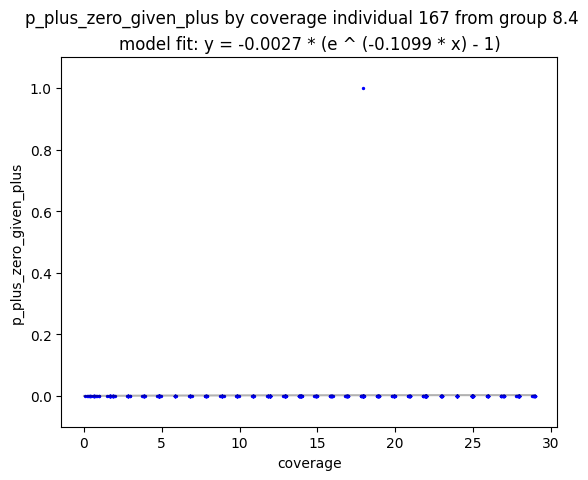 p_plus_zero_given_plus by coverage individual 167 from group 8.4
model fit: y = -0.0027 * (e ^ (-0.1099 * x) - 1)
p_plus_zero_given_plus
1.0
0.8
0.6
0.4
0.2
0.0
0 5 10 15 20 25 30
coverage